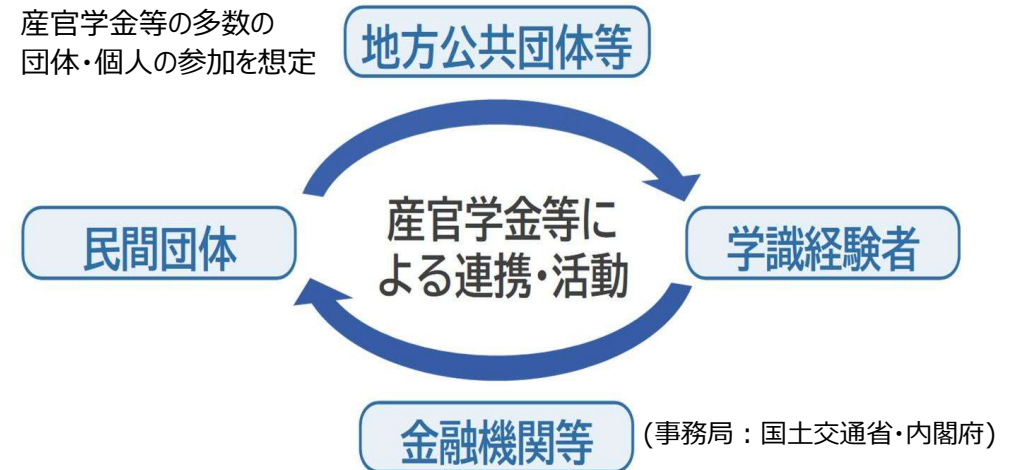 産官学金等の多数の
団体・個人の参加を想定
地方公共団体等
民間団体
産官学金等に
よる連携・活動
学識経験者
金融機関等
(事務局：国土交通省・内閣府)